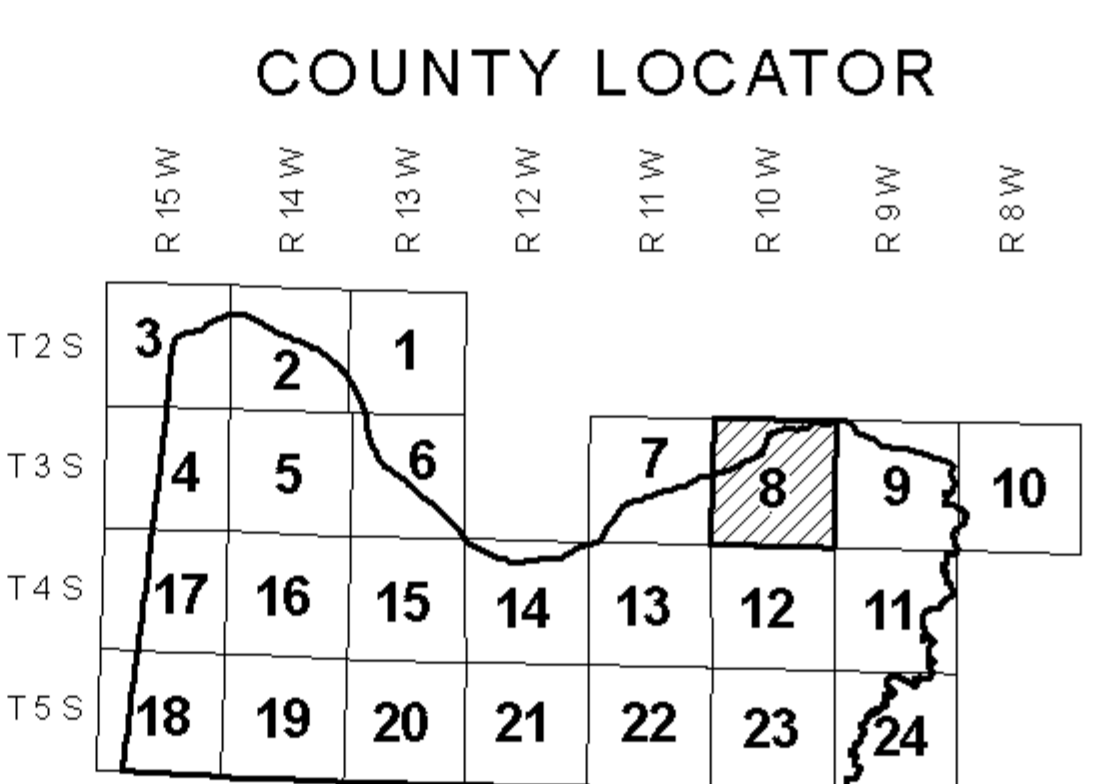 COUNTY LOCATOR
R 15 W R 14 W R 13 W R 12 W R 11 W R 10 W R 9 W R 8 W
T 2 S 3 2 1
T 3 S 4 5 6 7 8 9 10
T 4 S 17 16 15 14 13 12 11
T 5 S 18 19 20 21 22 23 24